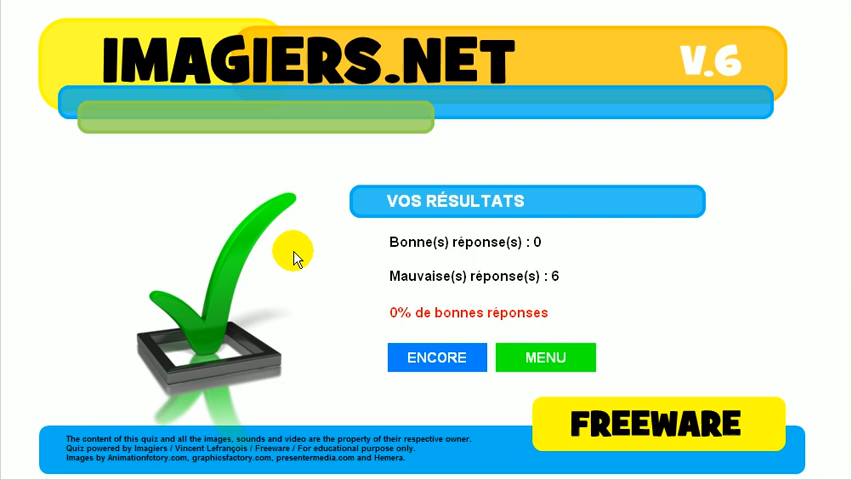 IMAGIERS.NET
V.6
VOS RÉSULTATS
Bonne(s) réponse(s) : 0
Mauvaise(s) réponse(s) : 6
0% de bonnes réponses
ENCORE
MENU
FREEWARE
The content of this quiz and all the images, sounds and video are the property of their respective owner.
Quiz powered by Imagiers / Vincent Lefrançois / Freeware / For educational purpose only.
Images by Animationfctory.com, graphicsfactory.com, presentermedia.com and Hemera.